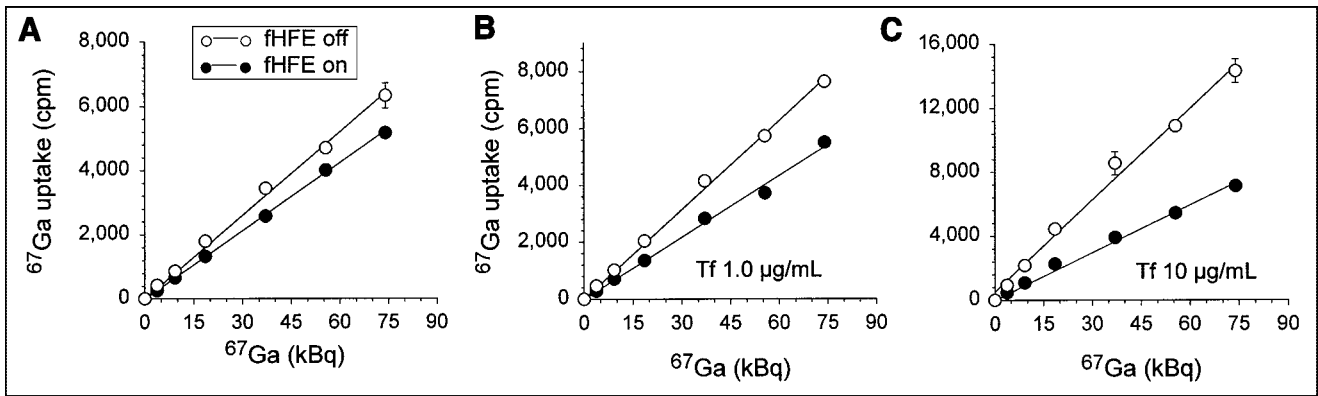 A
8,000
6,000
4,000
2,000
0
67Ga uptake (cpm)
fHFE off
fHFE on
0 15 30 45 60 75 90
67Ga (kBq)
B
8,000
6,000
4,000
2,000
0
67Ga uptake (cpm)
Tf 1.0 µg/mL
0 15 30 45 60 75 90
67Ga (kBq)
C
16,000
12,000
8,000
4,000
0
Tf 10 µg/mL
0 15 30 45 60 75 90
67Ga (kBq)